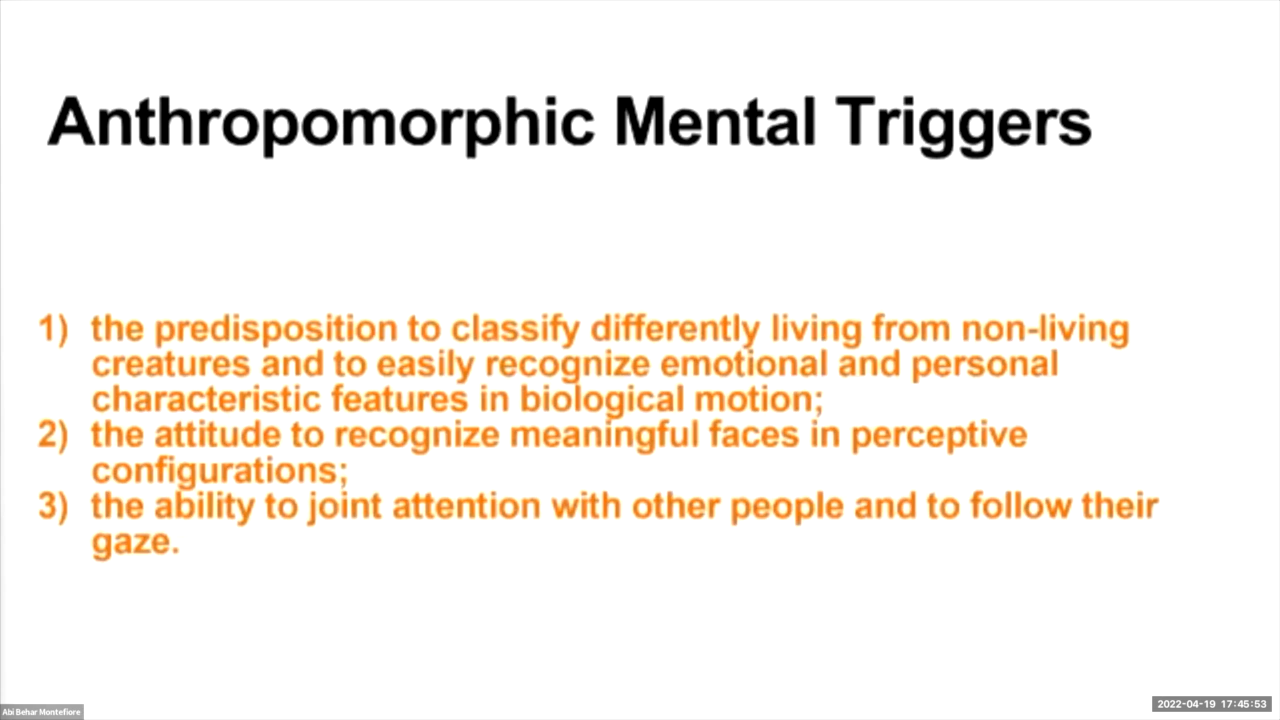 Anthropomorphic Mental Triggers
1) the predisposition to classify differently living from non-living
creatures and to easily recognize emotional and personal
characteristic features in biological motion;
2) the attitude to recognize meaningful faces in perceptive
configurations;
3) the ability to joint attention with other people and to follow their
gaze.
Abi Behar Montefiore
2022-04-19 17:45:53